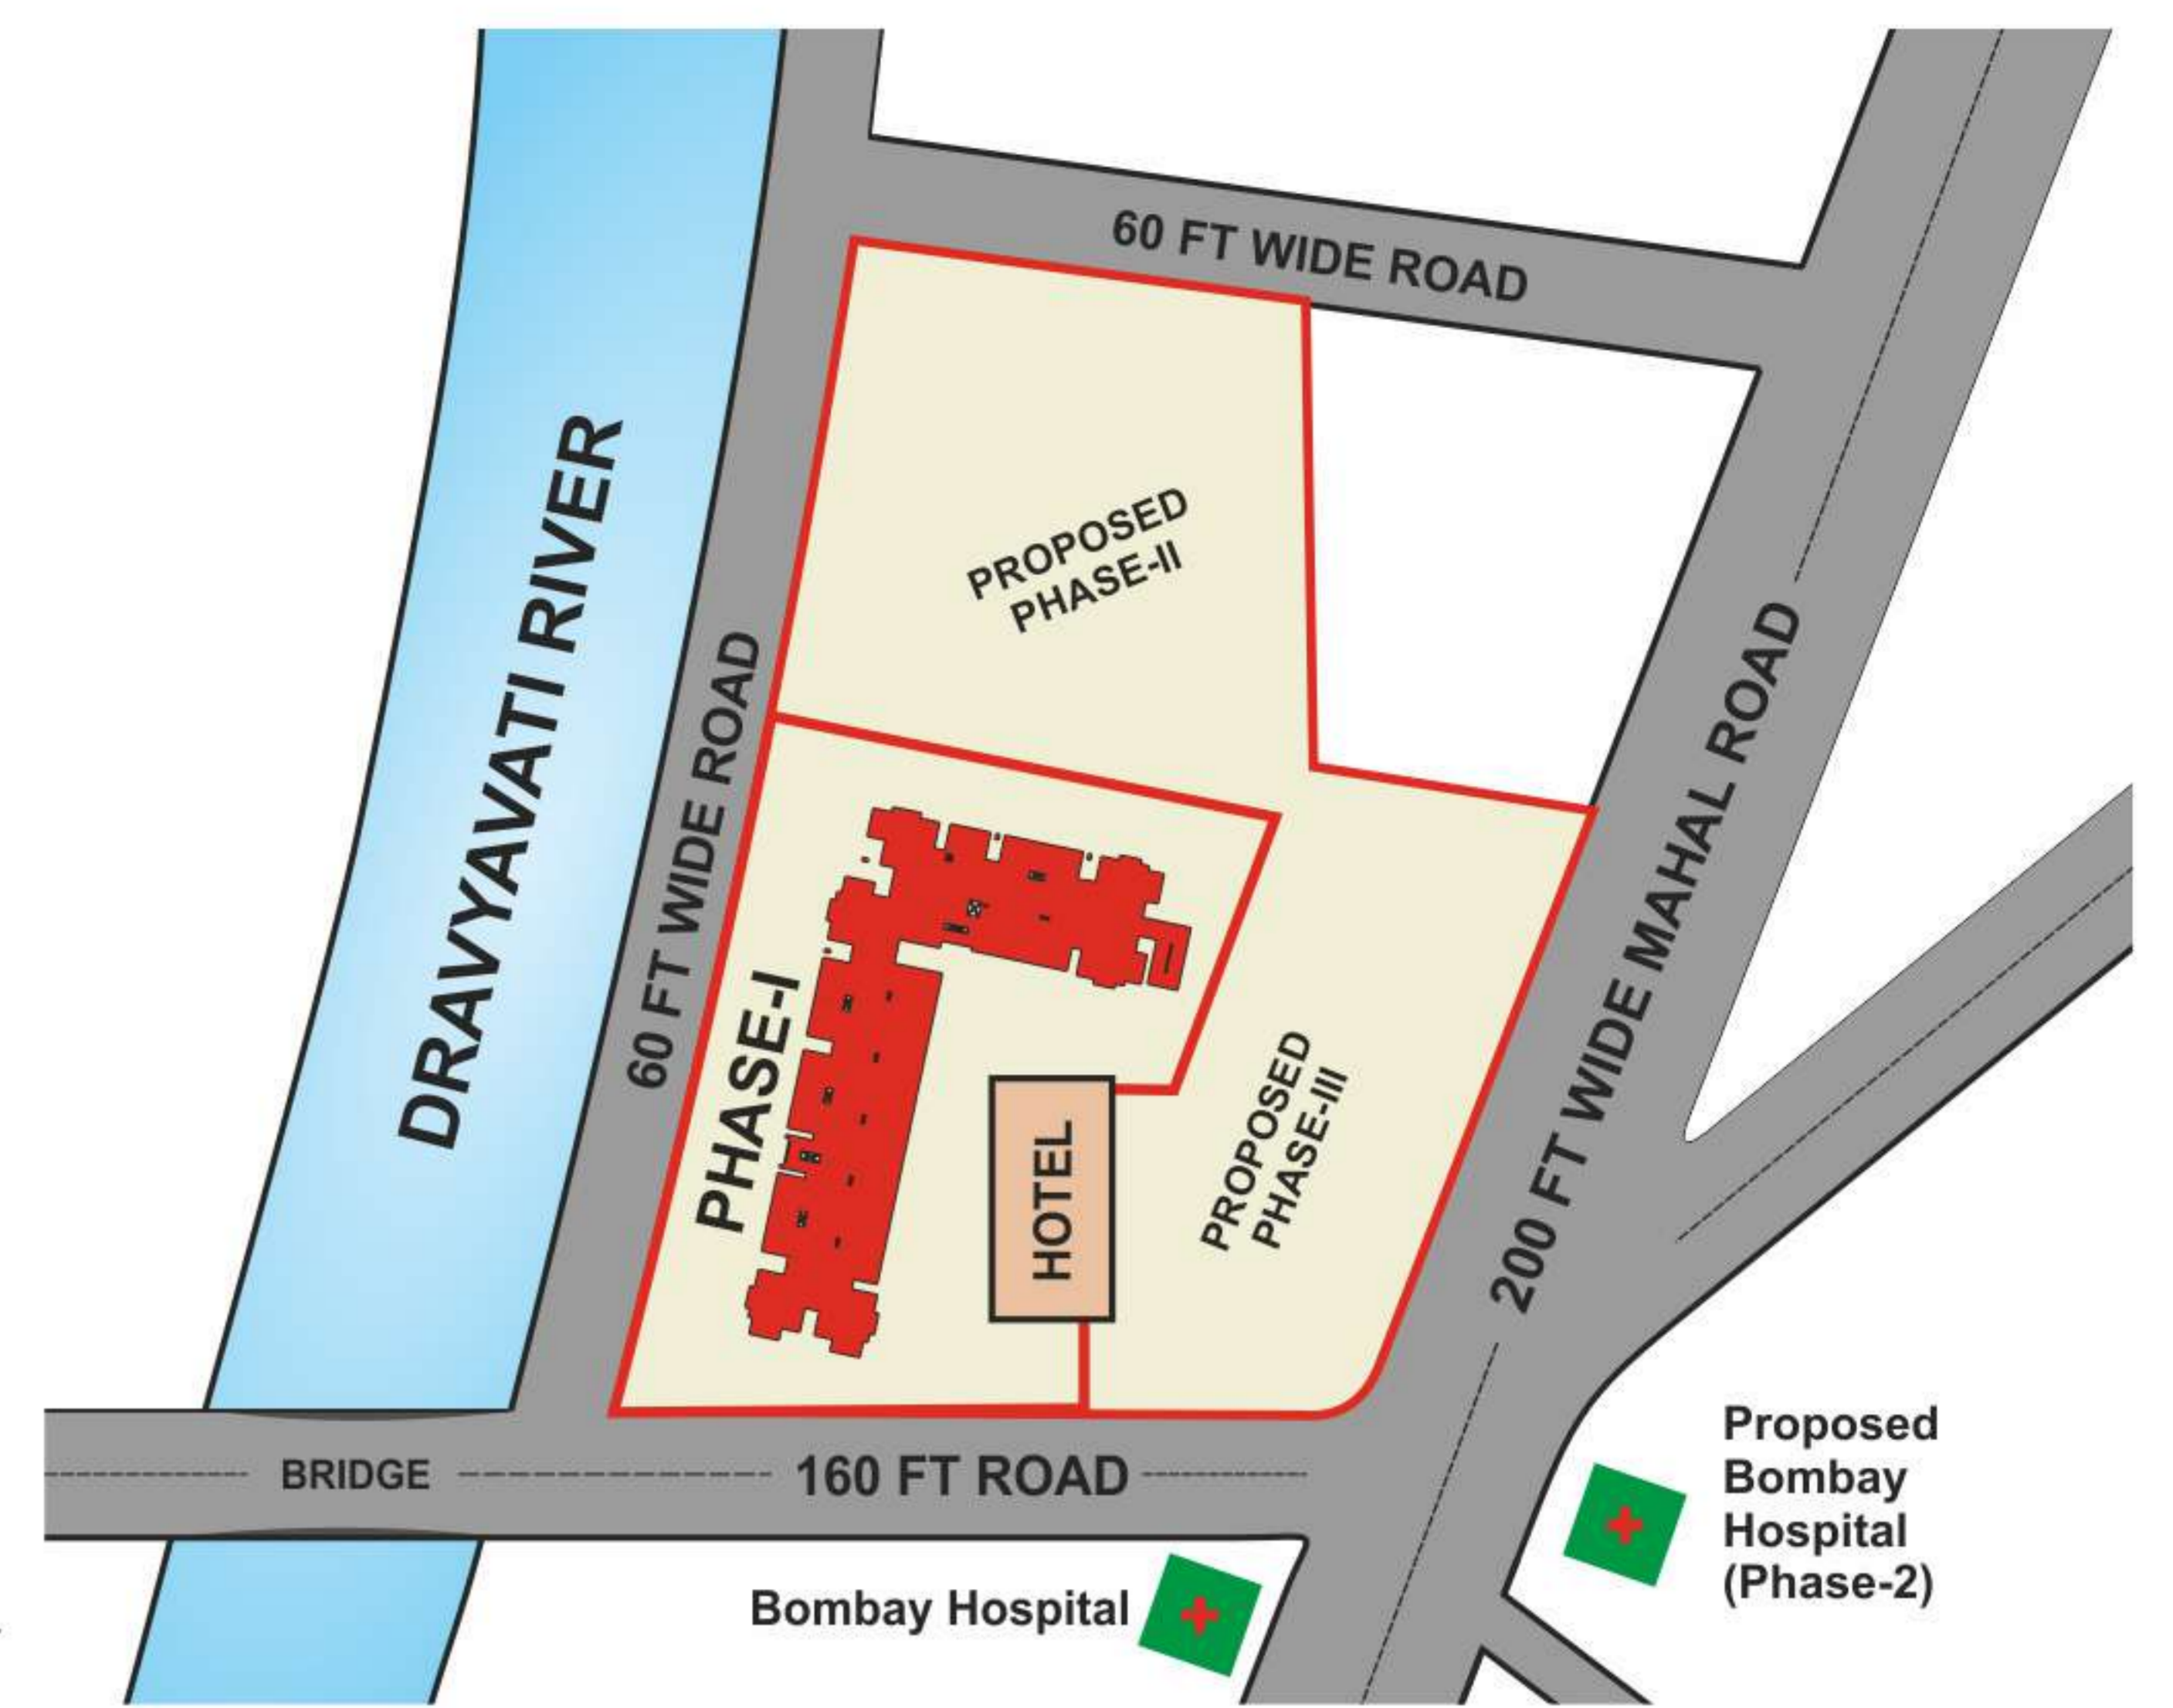 60 FT WIDE ROAD
DRAVYAVATI RIVER
60 FT WIDE ROAD
PROPOSED
PHASE-II
200 FT WIDE MAHAL ROAD
PHASE-I
HOTEL
PROPOSED
PHASE-III
BRIDGE
160 FT ROAD
Bombay Hospital
Proposed
Bombay
Hospital
(Phase-2)